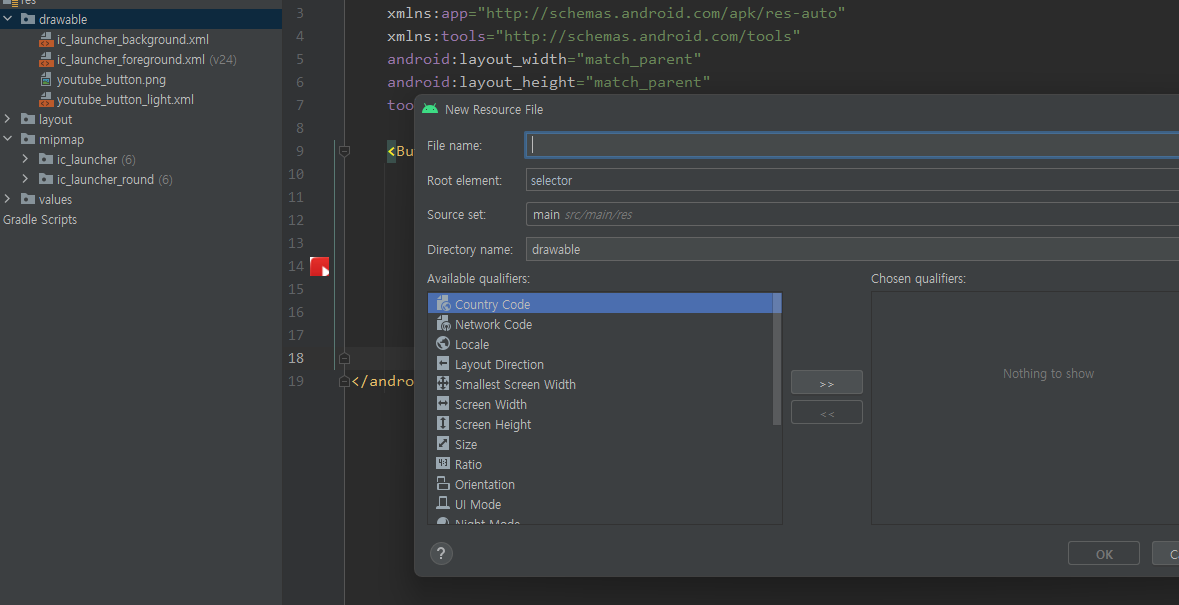 res
drawable
ic_launcher_background.xml
ic_launcher_foreground.xml (v24)
youtube_button.png
youtube_button_light.xml
layout
mipmap
ic_launcher (6)
ic_launcher_round (6)
values
Gradle Scripts
3 xmlns:app="http://schemas.android.com/apk/res-auto"
4 xmlns:tools="http://schemas.android.com/tools"
5 android:layout_width="match_parent"
6 android:layout_height="match_parent"
7 too
8
9 <Bu
10
11
12
13
14
15
16
17
18
19 </andro
New Resource File
File name:
Root element: selector
Source set: main src/main/res
Directory name: drawable
Available qualifiers:
Country Code
Network Code
Locale
Layout Direction
Smallest Screen Width
Screen Width
Screen Height
Size
Ratio
Orientation
UI Mode
Night Mode
>>
<<
Chosen qualifiers:
Nothing to show
?
OK
C